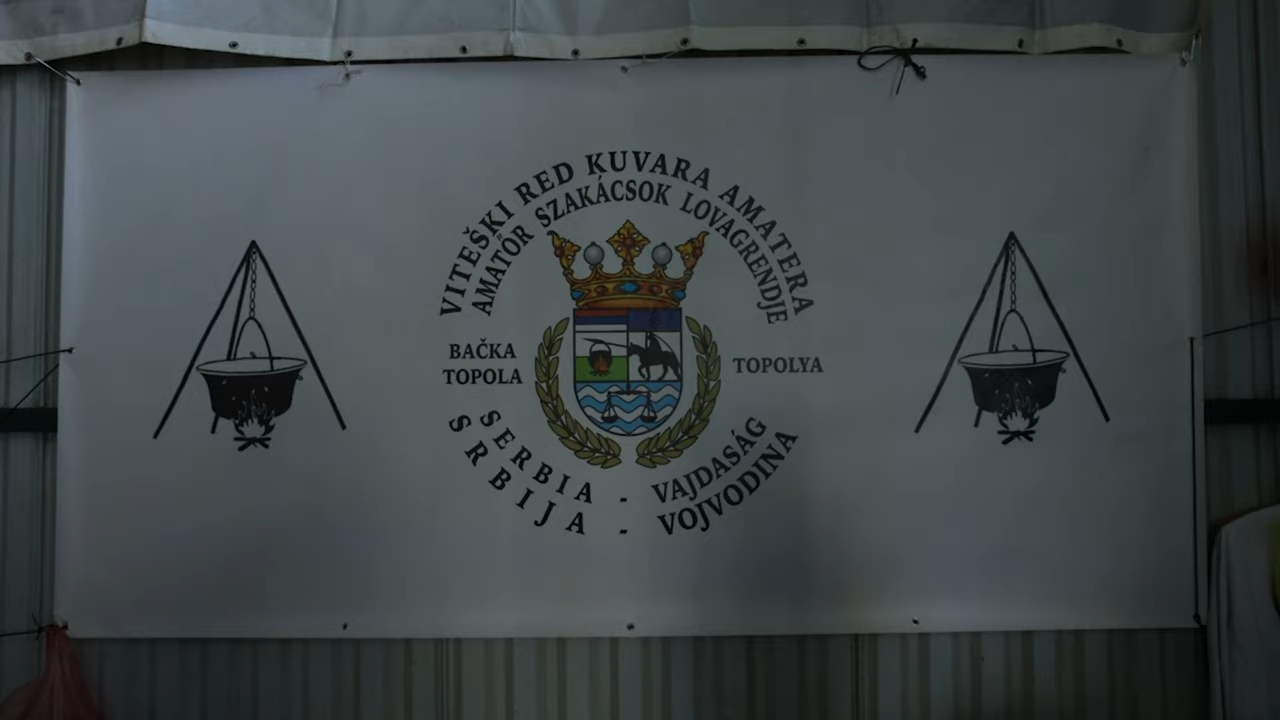 VITEŠKI RED KUVARA AMATERA
AMATŐR SZAKÁCSOK LOVAGRENDJE
BAČKA
TOPOLA
TOPOLYA
SERBIA - VAJDASÁG
SRBIJA - VOJVODINA